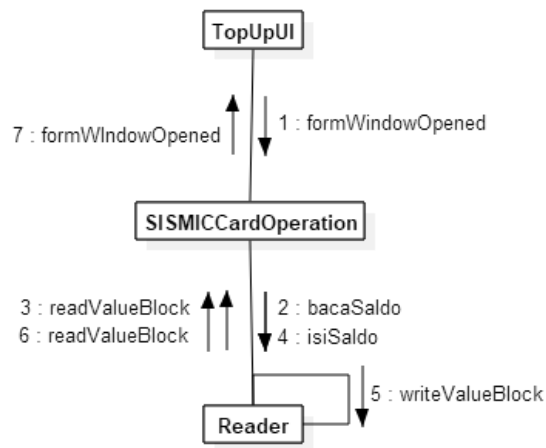 TopUpUI
7 : formWIndowOpened
1 : formWindowOpened
SISMICCardOperation
3 : readValueBlock
6 : readValueBlock
2 : bacaSaldo
4 : isiSaldo
5 : writeValueBlock
Reader